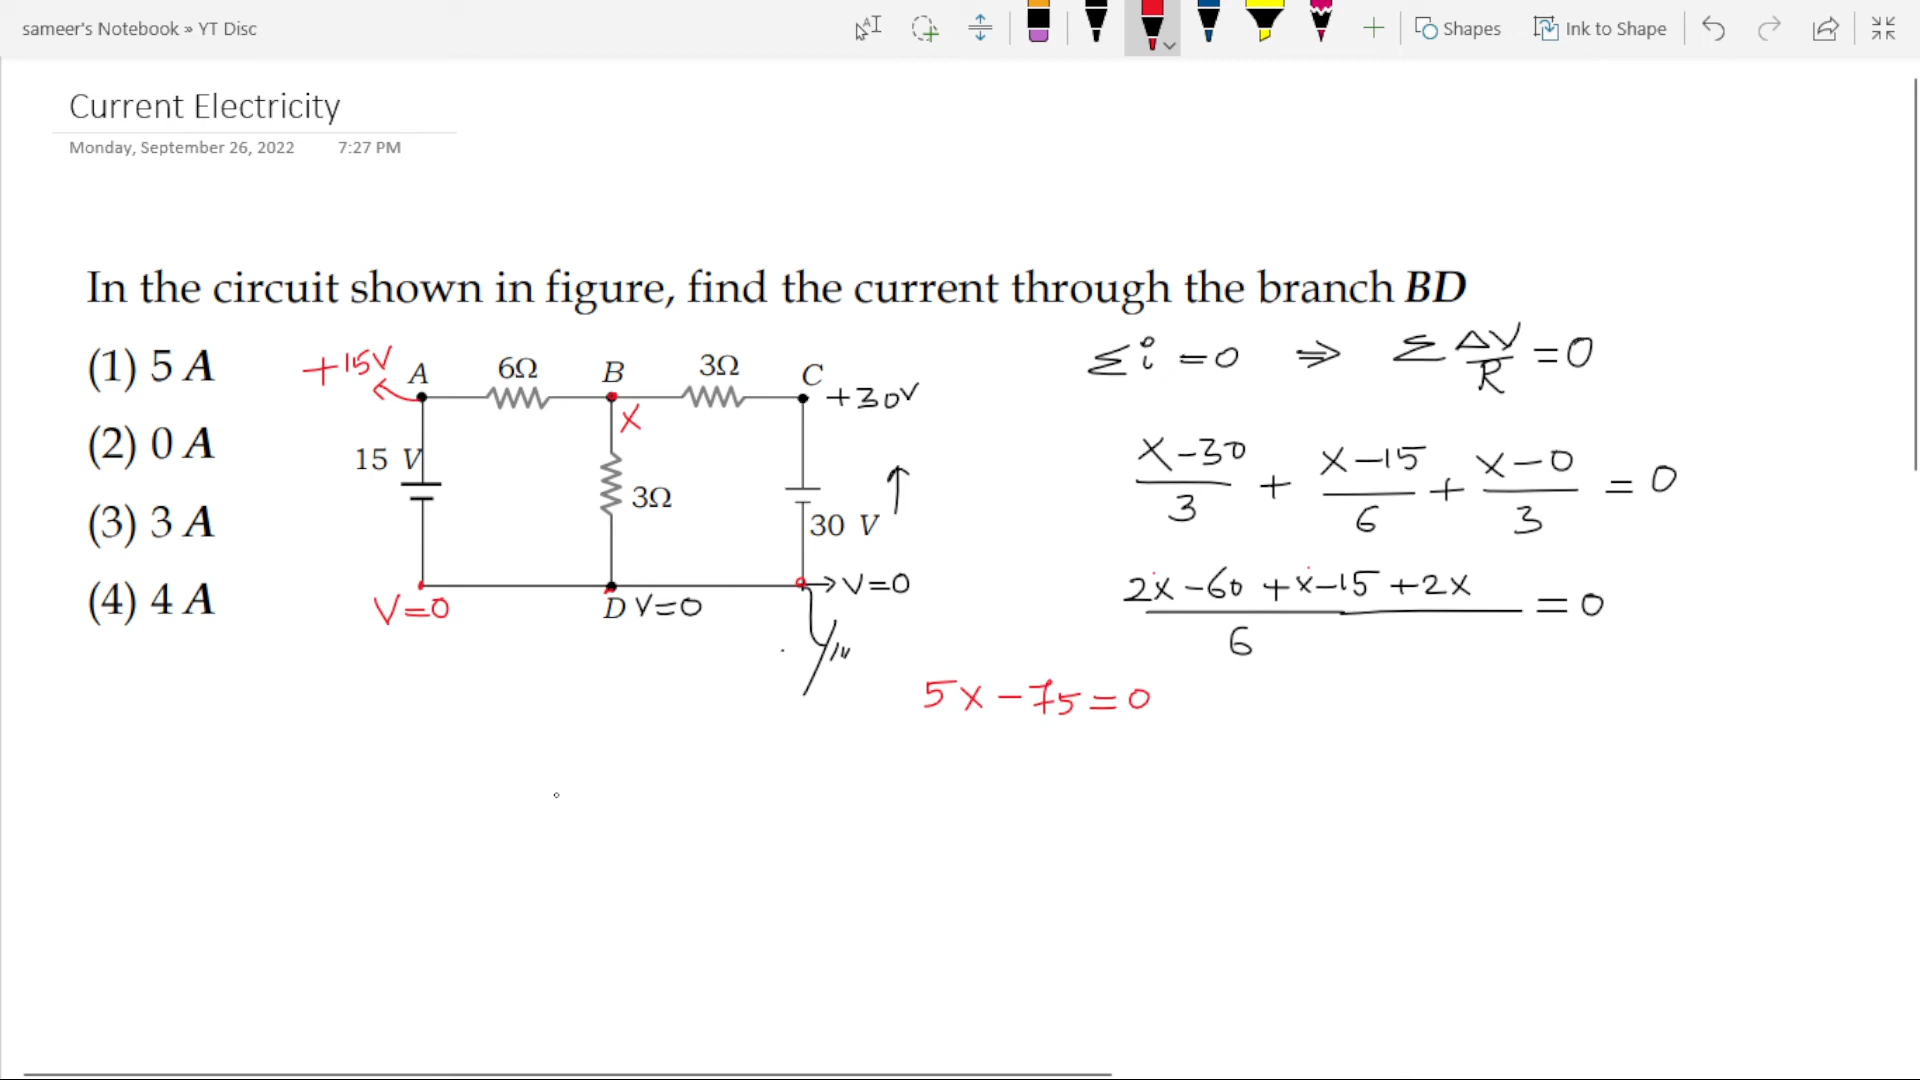 sameer's Notebook » YT Disc
Shapes
Ink to Shape
Current Electricity
Monday, September 26, 2022 7:27 PM
In the circuit shown in figure, find the current through the branch BD
(1) 5 A
(2) 0 A
(3) 3 A
(4) 4 A
+15V A 6Ω B 3Ω C +30V
X
15 V
3Ω
30 V
V=0
D V=0
→V=0
Σi = 0 ⇒ Σ ΔV/R = 0
X-30/3 + X-15/6 + X-0/3 = 0
2x-60+x-15+2x/6 = 0
5x-75=0